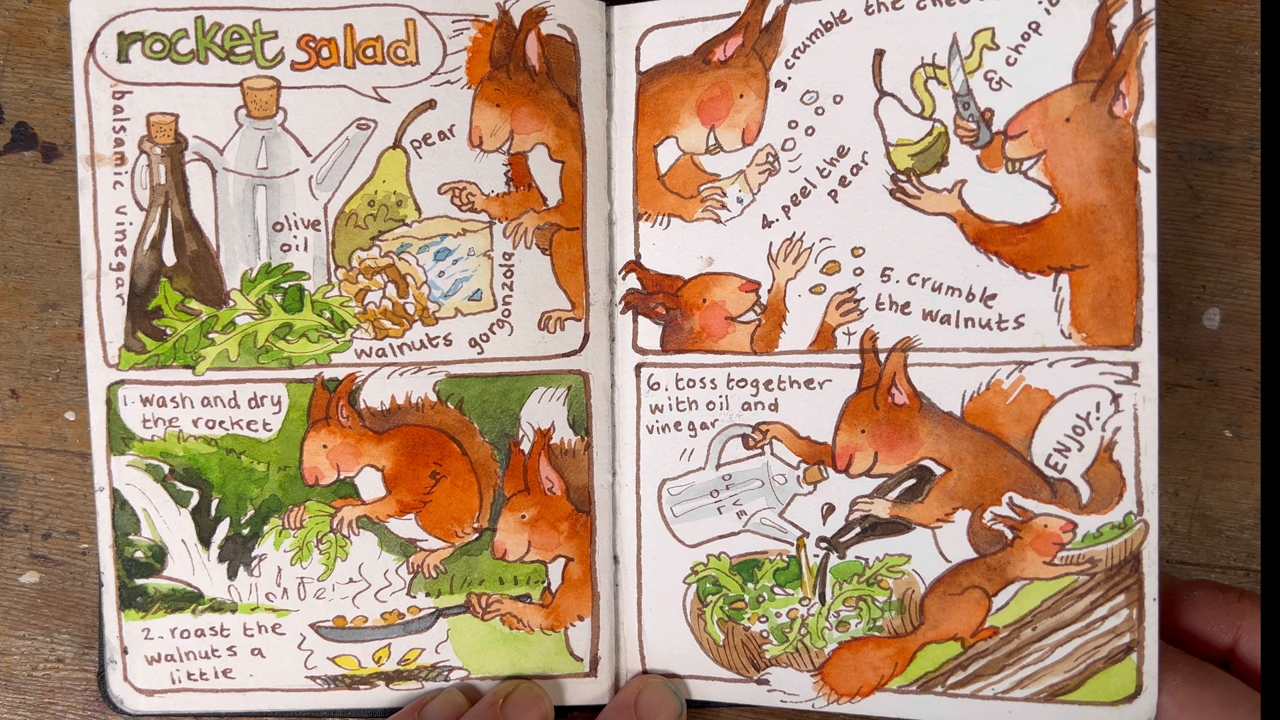 rocket salad
balsamic vinegar
olive
oil
pear
walnuts
gorgonzola
1. wash and dry
the rocket
2. roast the
walnuts a
little.
3. crumble the
4. peel the
pear
& chop it
5. crumble
the walnuts
6. toss together
with oil and
vinegar
ENJOY!